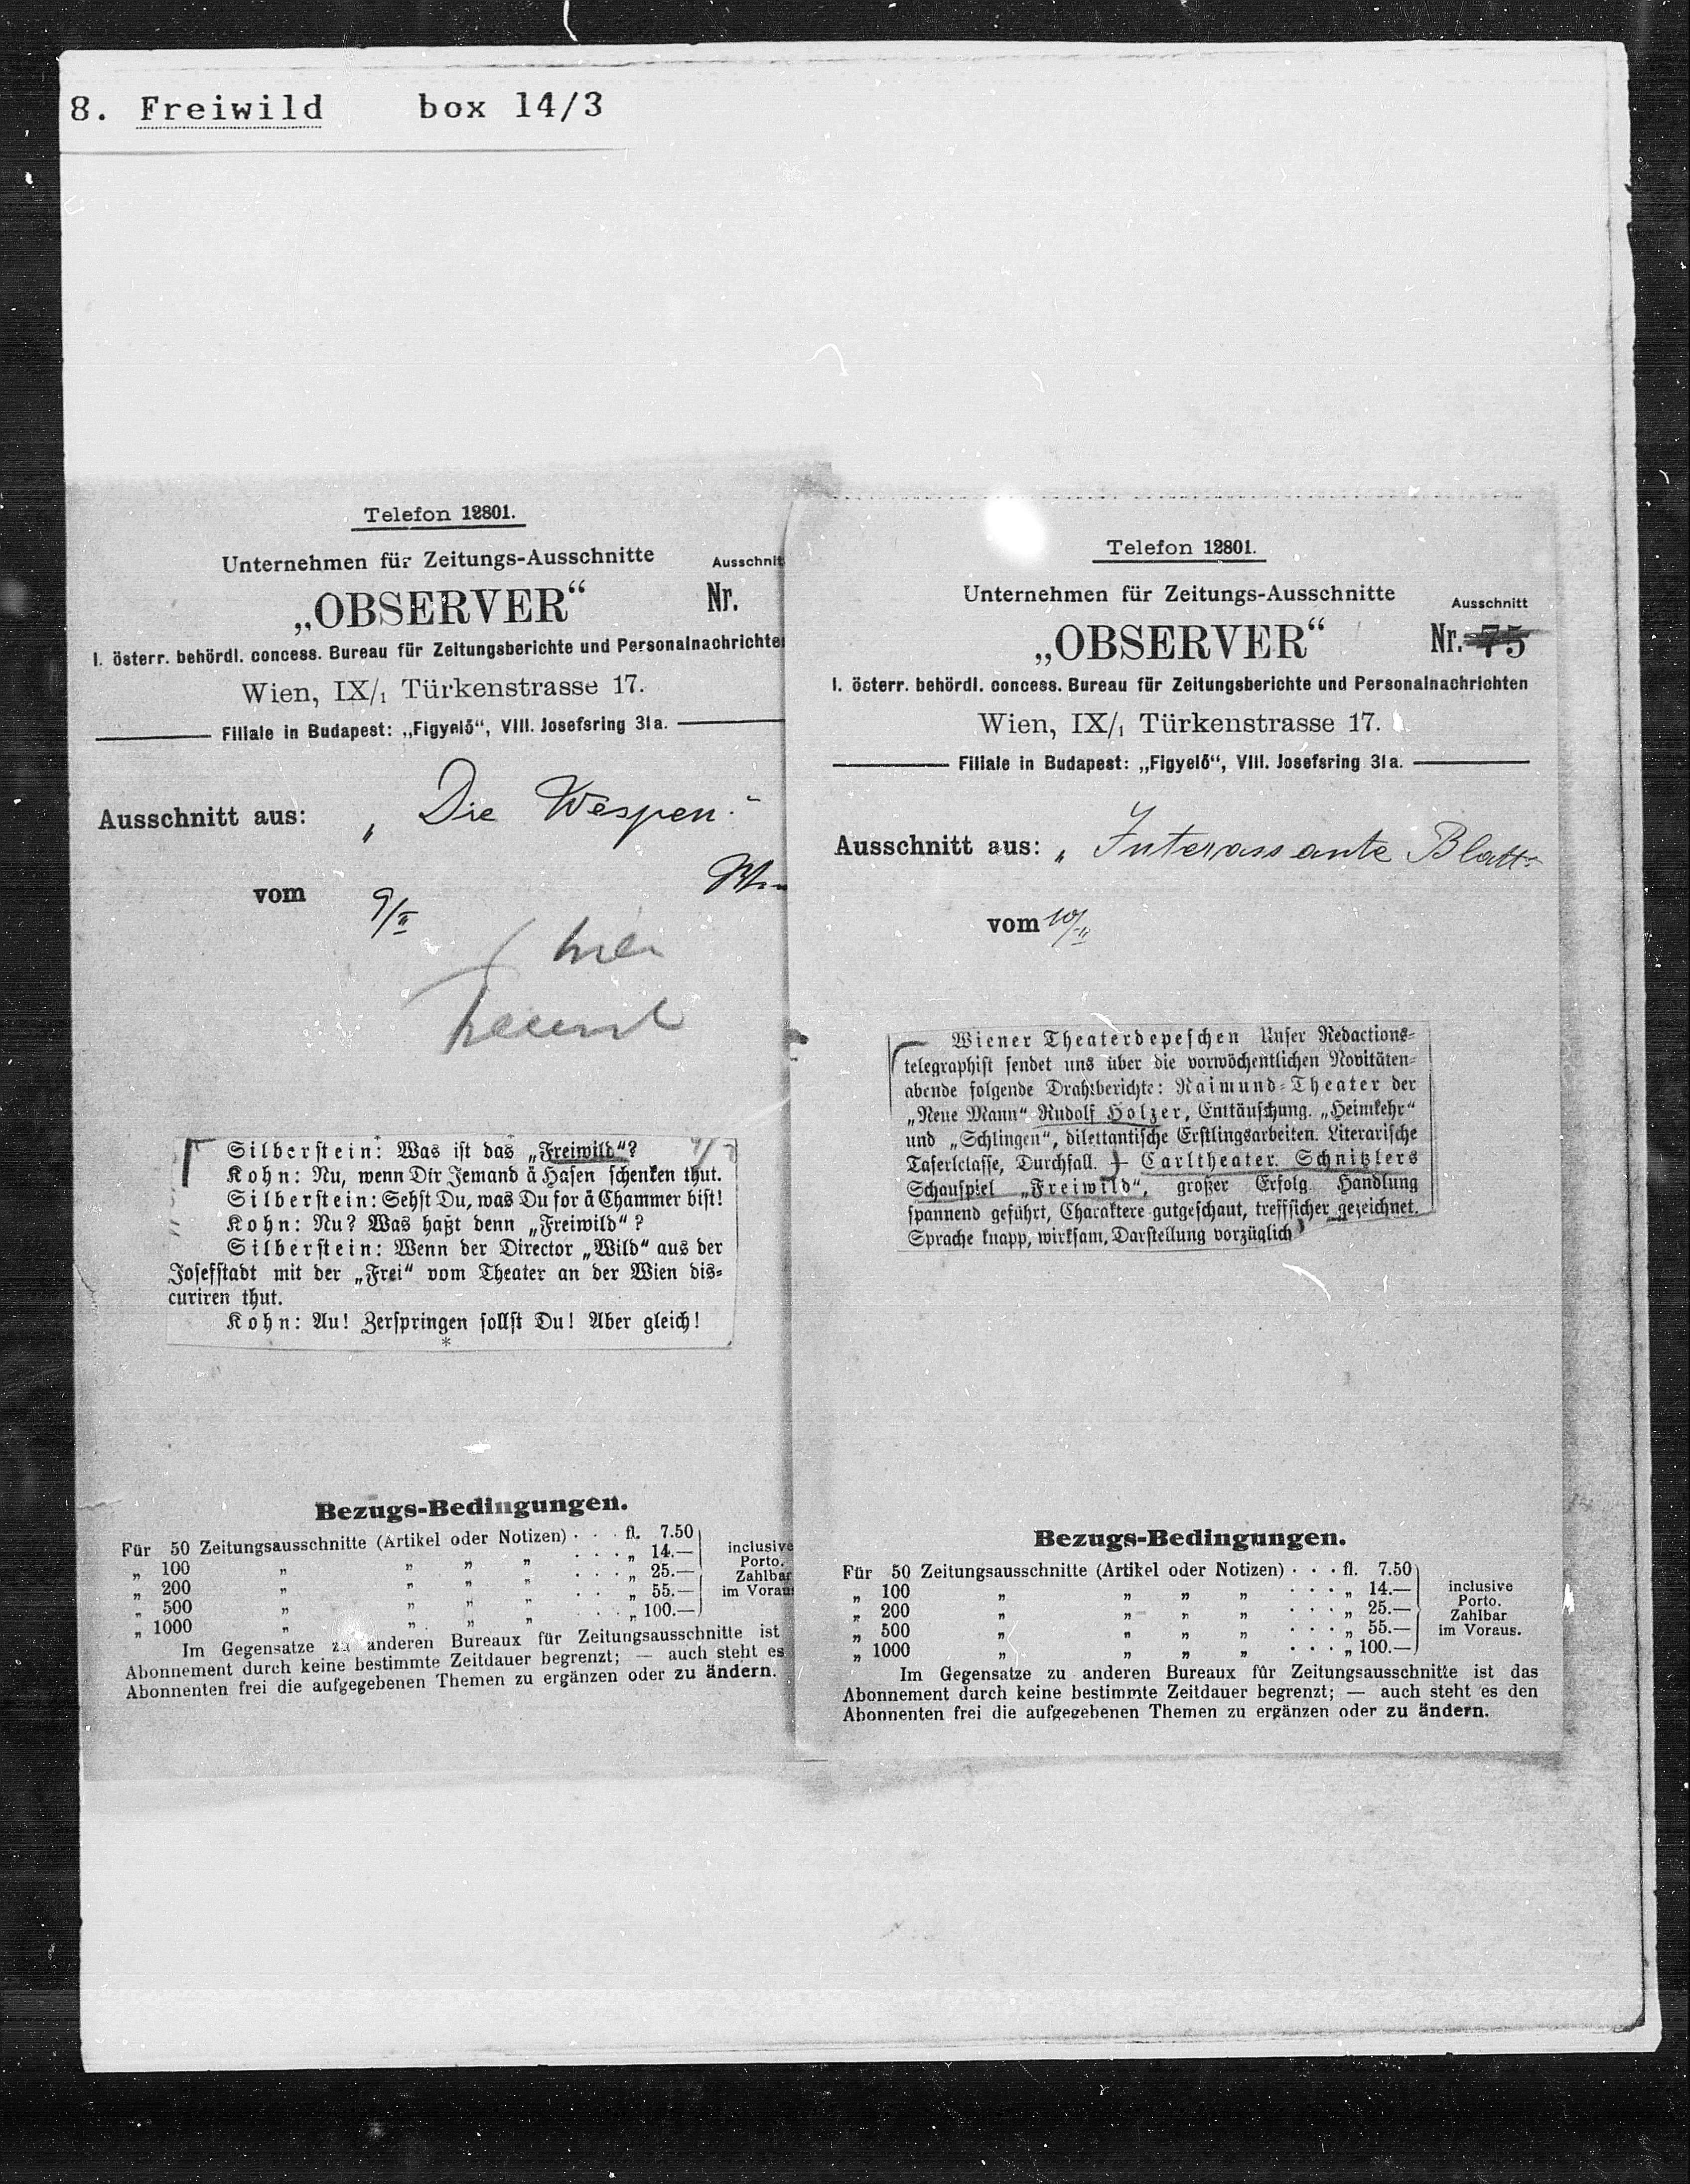 8. Freiwild box 14/3
Telefon 12801.
Unternehmen für Zeitungs-Ausschnitte
Ausschnit
„OBSERVER“
Nr.
I. österr. behördl. concess. Bureau für Zeitungsberichte und Personalnachrichte
Wien, IX/1 Türkenstrasse 17.
Filiale in Budapest: „Figyelő“, VIII. Josefsring 31a.
Ausschnitt aus: „ Die Wespen.“
vom 9/II
hier
Silberstein: Was ist das „Freiwild“?
Kohn: Nu, wenn Dir Jemand ä Hasen schenken thut.
Silberstein: Sehst Du, was Du for ä Chammer bist!
Kohn: Nu? Was haßt denn „Freiwild“?
Silberstein: Wenn der Director „Wild“ aus der
Josefstadt mit der „Frei“ vom Theater an der Wien dis-
curiren thut.
Kohn: Au! Zerspringen sollst Du! Aber gleich!
*
Bezugs-Bedingungen.
Für 50 Zeitungsausschnitte (Artikel oder Notizen) . . . fl. 7.50
„ 100 „ „ „ „ . . . „ 14.—
„ 200 „ „ „ „ . . . „ 25.—
„ 500 „ „ „ „ . . . „ 55.—
„ 1000 „ „ „ „ . . . „ 100.—
inclusive
Porto.
Zahlbar
im Voraus
Im Gegensatze zu anderen Bureaux für Zeitungsausschnitte ist
Abonnement durch keine bestimmte Zeitdauer begrenzt; — auch steht es
Abonnenten frei die aufgegebenen Themen zu ergänzen oder zu ändern.
Telefon 12801.
Unternehmen für Zeitungs-Ausschnitte
Ausschnitt
„OBSERVER“
Nr. 75
I. österr. behördl. concess. Bureau für Zeitungsberichte und Personalnachrichten
Wien, IX/1 Türkenstrasse 17.
Filiale in Budapest: „Figyelő“, VIII. Josefsring 31a.
Ausschnitt aus: „ Interessante Blatt“
vom 10/II
Wiener Theaterdepeschen Unser Redactions-
telegraphist sendet uns über die vorwöchentlichen Novitäten-
abende folgende Drahtberichte: Raimund-Theater der
„Neue Mann“ Rudolf Holzer, Enttäuschung. „Heimkehr“
und „Schlingen“, dilettantische Erstlingsarbeiten. Literarische
Taferlclasse, Durchfall. Carltheater. Schnitzlers
Schauspiel „Freiwild“, großer Erfolg. Handlung
spannend geführt, Charaktere gutgeschaut, treffsicher gezeichnet.
Sprache knapp, wirksam, Darstellung vorzüglich
Bezugs-Bedingungen.
Für 50 Zeitungsausschnitte (Artikel oder Notizen) . . . fl. 7.50
„ 100 „ „ „ „ . . . „ 14.—
„ 200 „ „ „ „ . . . „ 25.—
„ 500 „ „ „ „ . . . „ 55.—
„ 1000 „ „ „ „ . . . „ 100.—
inclusive
Porto.
Zahlbar
im Voraus.
Im Gegensatze zu anderen Bureaux für Zeitungsausschnitte ist das
Abonnement durch keine bestimmte Zeitdauer begrenzt; — auch steht es den
Abonnenten frei die aufgegebenen Themen zu ergänzen oder zu ändern.